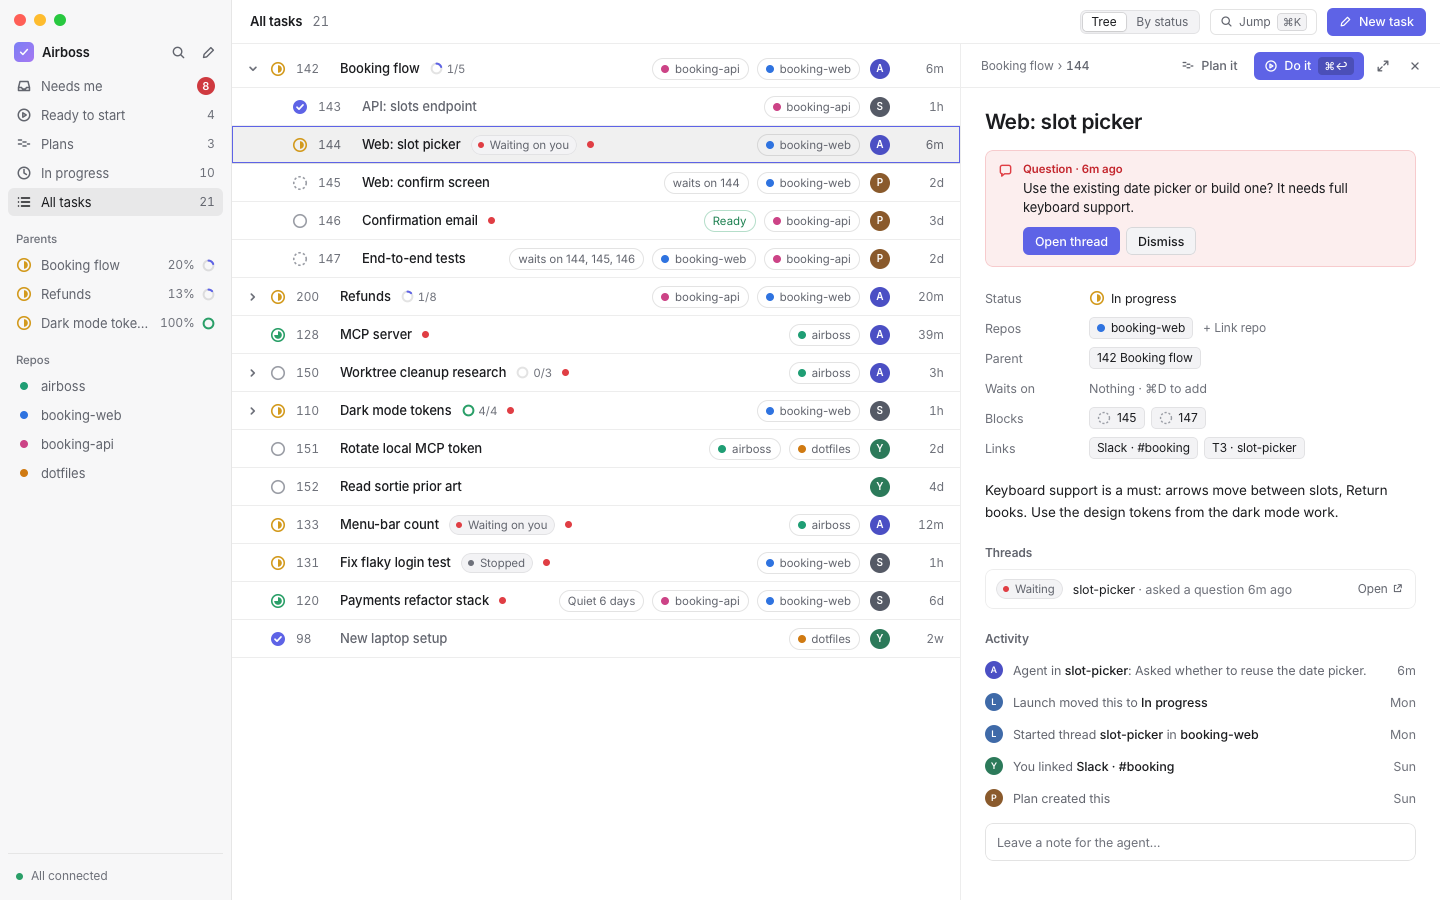 Airboss
Needs me 8
Ready to start 4
Plans 3
In progress 10
All tasks 21
Parents
Booking flow 20%
Refunds 13%
Dark mode toke... 100%
Repos
airboss
booking-web
booking-api
dotfiles
All connected
All tasks 21
Tree By status
Jump ⌘K
New task
142 Booking flow 1/5 booking-api booking-web A 6m
143 API: slots endpoint booking-api S 1h
144 Web: slot picker Waiting on you booking-web A 6m
145 Web: confirm screen waits on 144 booking-web P 2d
146 Confirmation email Ready booking-api P 3d
147 End-to-end tests waits on 144, 145, 146 booking-web booking-api P 2d
200 Refunds 1/8 booking-api booking-web A 20m
128 MCP server airboss A 39m
150 Worktree cleanup research 0/3 airboss A 3h
110 Dark mode tokens 4/4 booking-web S 1h
151 Rotate local MCP token airboss dotfiles Y 2d
152 Read sortie prior art Y 4d
133 Menu-bar count Waiting on you airboss A 12m
131 Fix flaky login test Stopped booking-web S 1h
120 Payments refactor stack Quiet 6 days booking-api booking-web S 6d
98 New laptop setup dotfiles Y 2w
Booking flow › 144 Plan it Do it ⌘↩
Web: slot picker
Question · 6m ago
Use the existing date picker or build one? It needs full
keyboard support.
Open thread Dismiss
Status In progress
Repos booking-web + Link repo
Parent 142 Booking flow
Waits on Nothing · ⌘D to add
Blocks 145 147
Links Slack · #booking T3 · slot-picker
Keyboard support is a must: arrows move between slots, Return
books. Use the design tokens from the dark mode work.
Threads
Waiting slot-picker · asked a question 6m ago Open
Activity
A Agent in slot-picker: Asked whether to reuse the date picker. 6m
L Launch moved this to In progress Mon
L Started thread slot-picker in booking-web Mon
Y You linked Slack · #booking Sun
P Plan created this Sun
Leave a note for the agent...